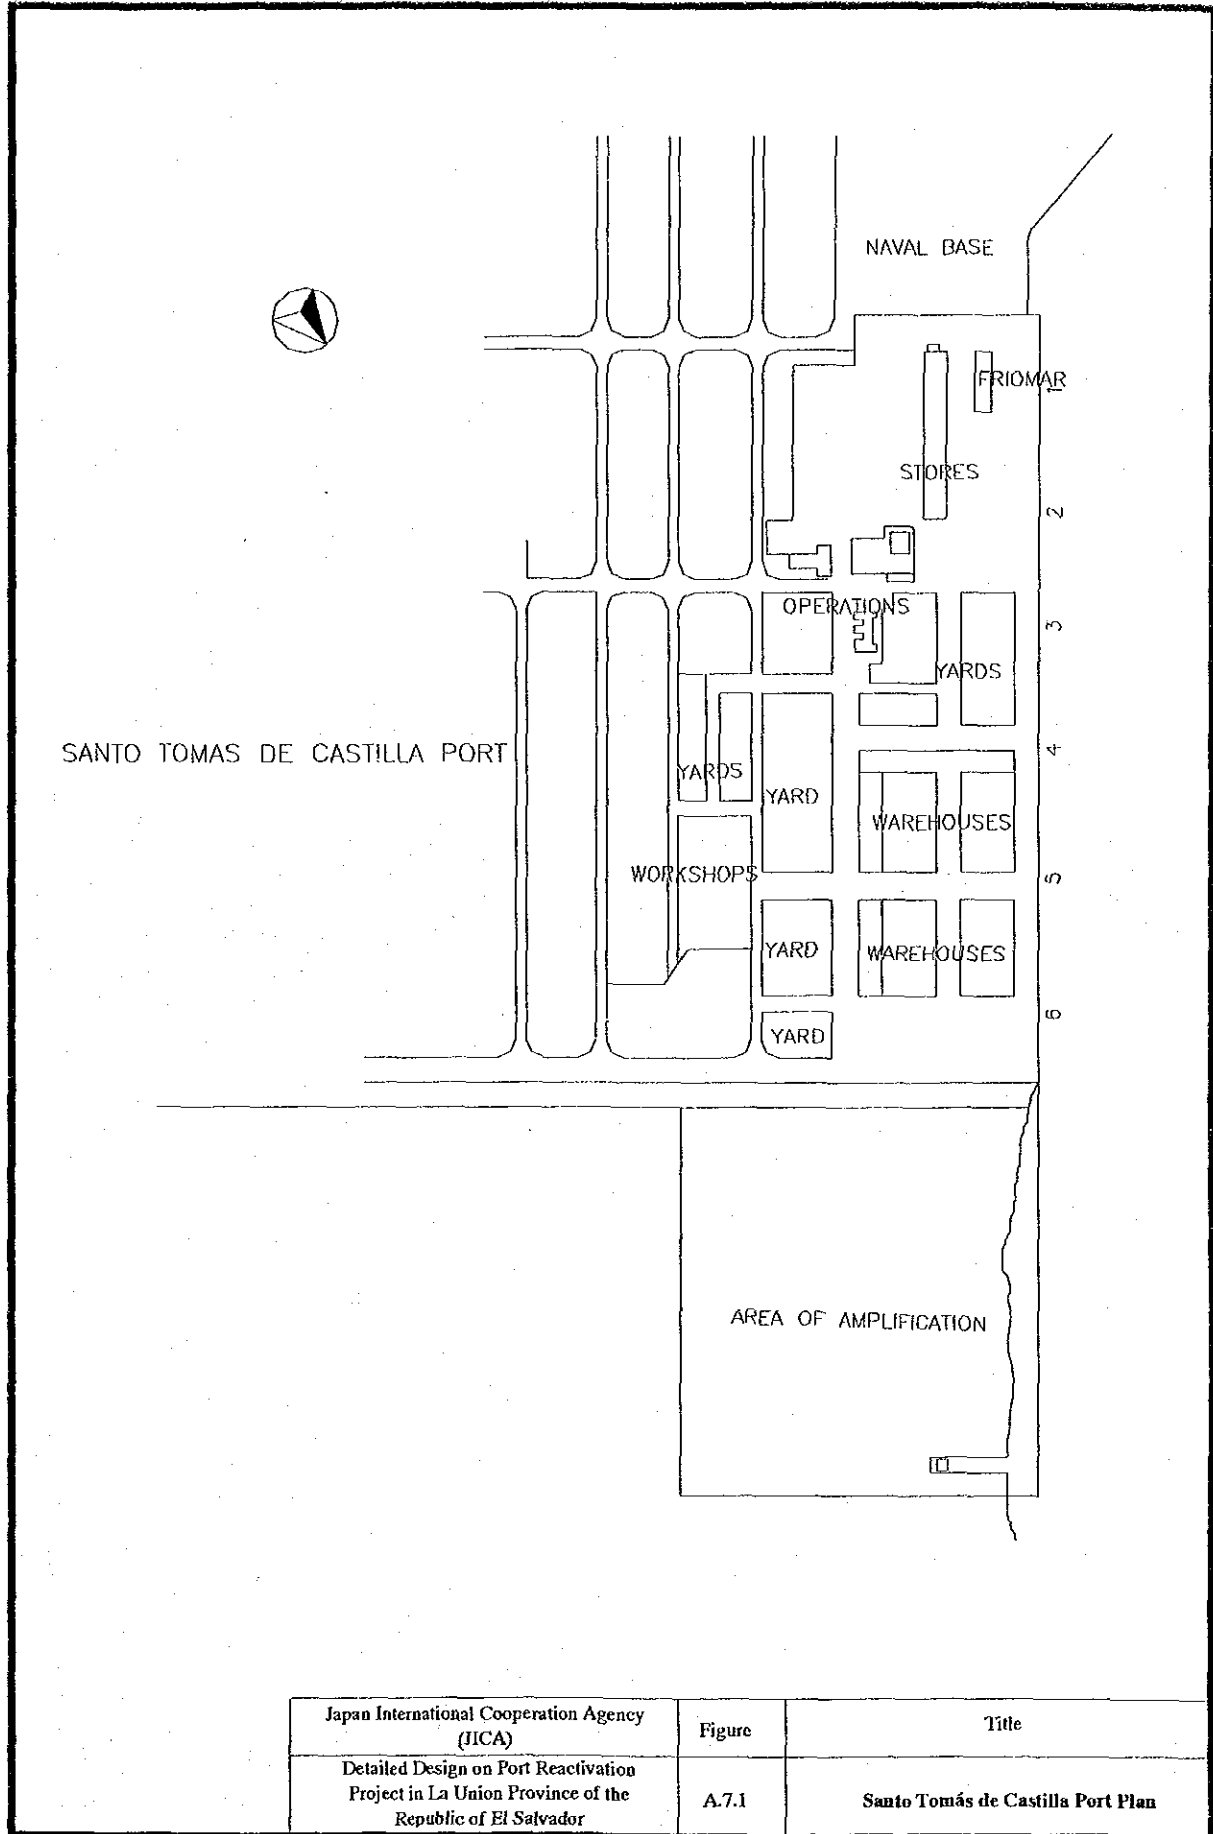 NAVAL BASE
FRIOMAR
1
STORES
2
OPERATIONS
3
YARDS
SANTO TOMAS DE CASTILLA PORT
4
YARDS
YARD
WAREHOUSES
WORKSHOPS
5
YARD
WAREHOUSES
6
YARD
AREA OF AMPLIFICATION
Japan International Cooperation Agency
(JICA)
Figure
Title
Detailed Design on Port Reactivation
Project in La Union Province of the
Republic of El Salvador
A.7.1
Santo Tomás de Castilla Port Plan